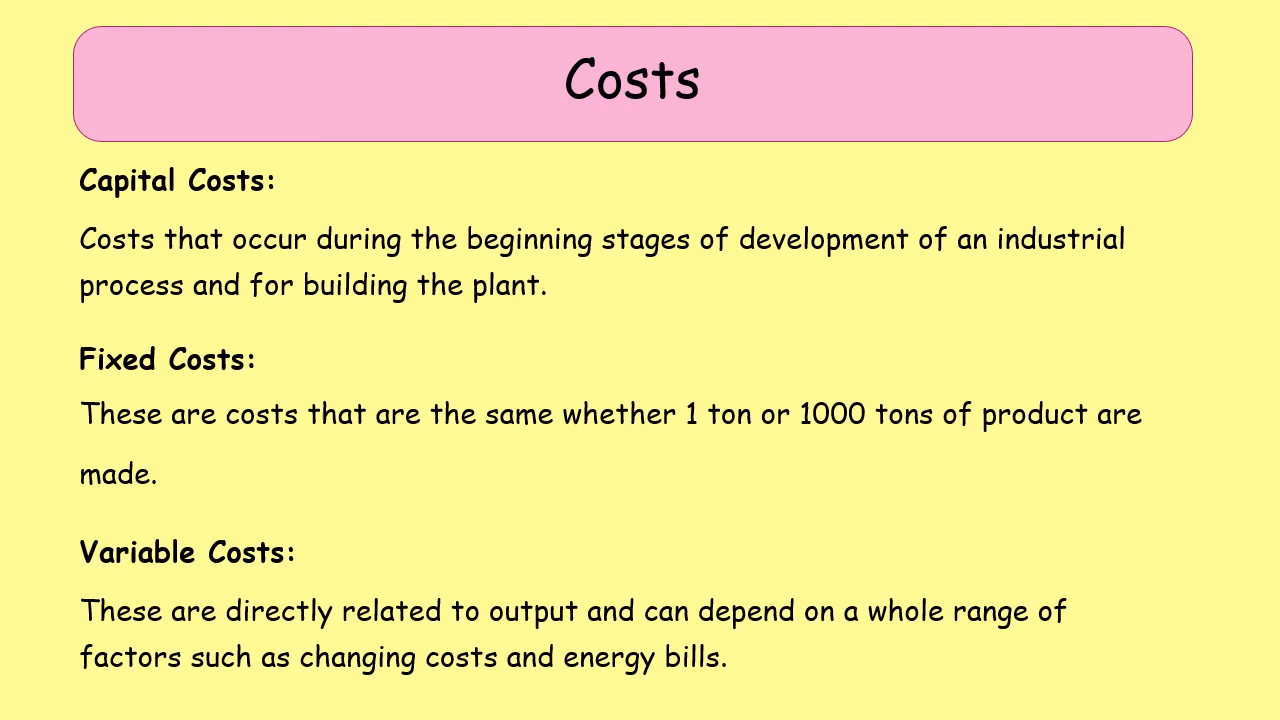 Costs
Capital Costs:
Costs that occur during the beginning stages of development of an industrial
process and for building the plant.
Fixed Costs:
These are costs that are the same whether 1 ton or 1000 tons of product are
made.
Variable Costs:
These are directly related to output and can depend on a whole range of
factors such as changing costs and energy bills.